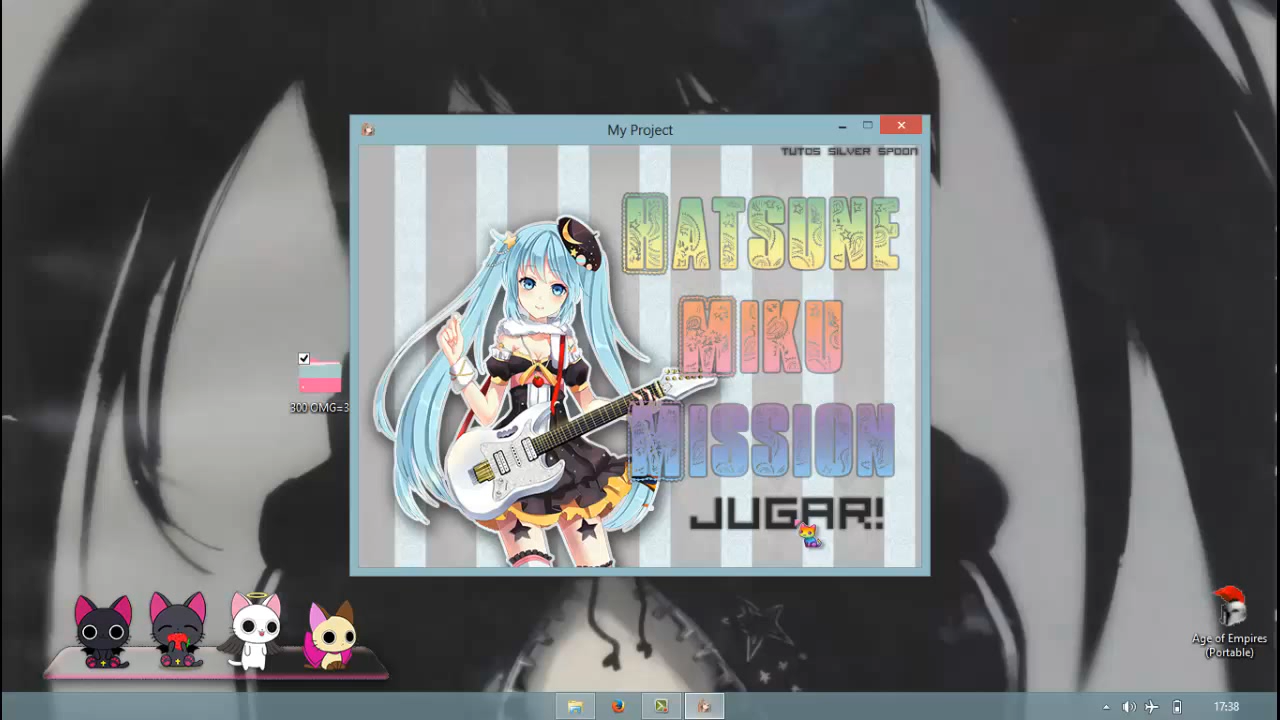 My Project
TUTOS SILVER SPOON
HATSUNE
MIKU
MISSION
JUGAR!
300 OMG=3
Age of Empires
(Portable)
17:38